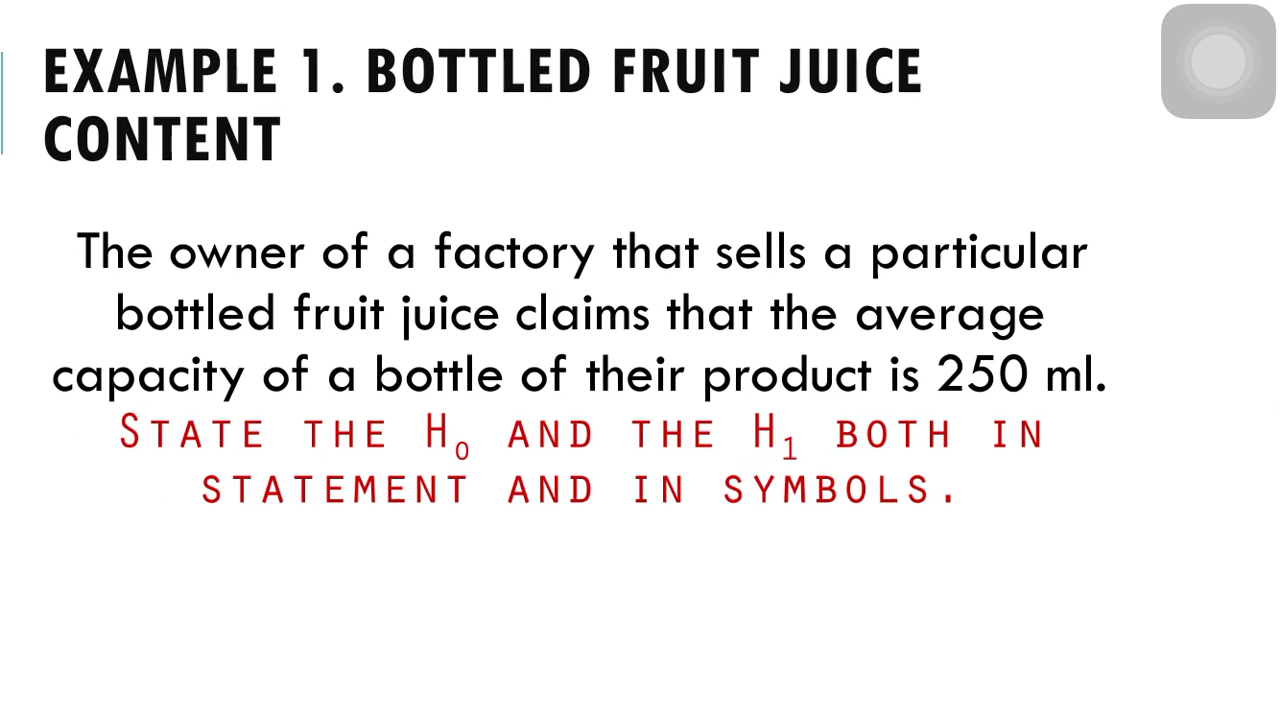 EXAMPLE 1. BOTTLED FRUIT JUICE
CONTENT
The owner of a factory that sells a particular
bottled fruit juice claims that the average
capacity of a bottle of their product is 250 ml.
STATE THE H₀ AND THE H₁ BOTH IN
STATEMENT AND IN SYMBOLS.